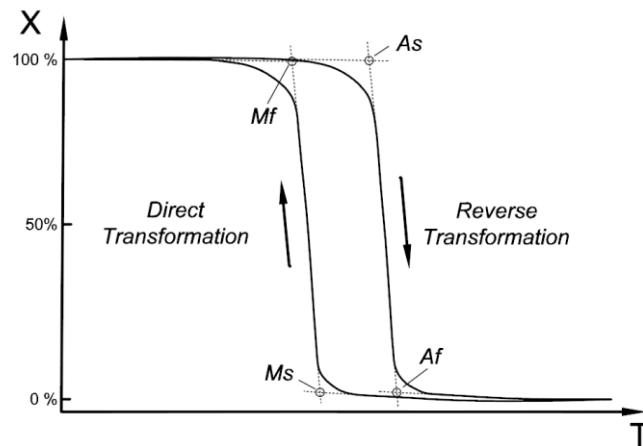 X
100 %
As
Mf
Direct
Transformation
Reverse
Transformation
50%
Ms
Af
0 %
T